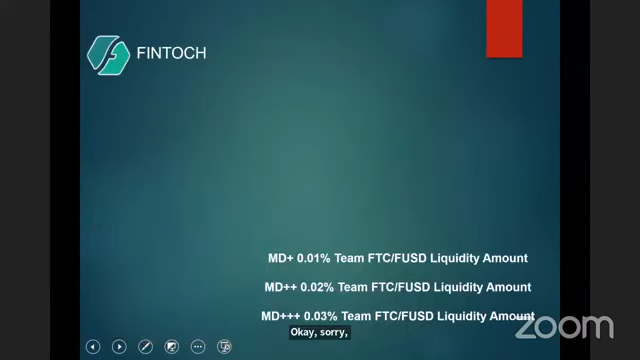 FINTOCH
MD+ 0.01% Team FTC/FUSD Liquidity Amount
MD++ 0.02% Team FTC/FUSD Liquidity Amount
MD+++ 0.03% Team FTC/FUSD Liquidity Amount
Okay, sorry,
zoom